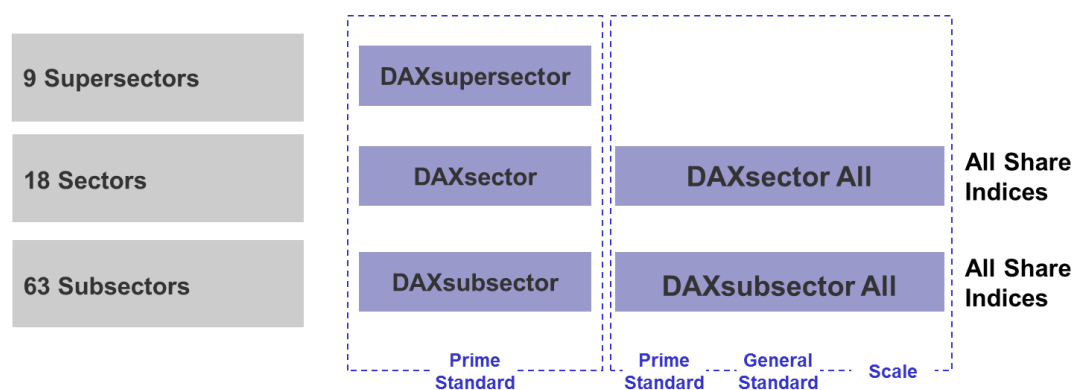 9 Supersectors
DAXsupersector
18 Sectors
DAXsector
DAXsector All
All Share
Indices
63 Subsectors
DAXsubsector
DAXsubsector All
All Share
Indices
Prime
Standard
Prime
Standard
General
Standard
Scale